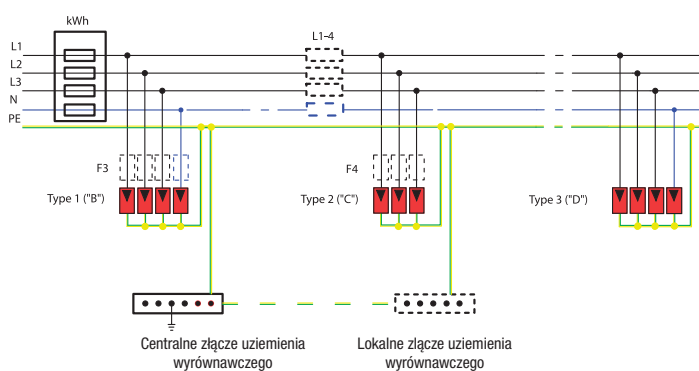 kWh
L1-4
L1
L2
L3
N
PE
F3
F4
Type 1 ("B")
Type 2 ("C")
Type 3 ("D")
Centralne złącze uziemienia
wyrównawczego
Lokalne złącze uziemienia
wyrównawczego